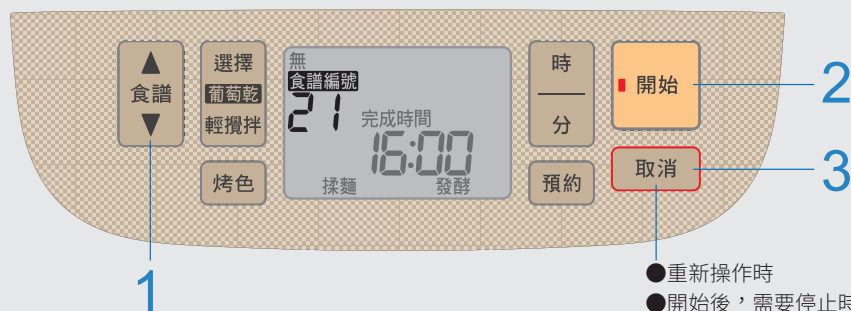 ▲
食譜
▼
選擇
葡萄乾
輕攪拌
烤色
無
食譜編號
21
完成時間
16:00
揉麵 發酵
時
分
預約
開始
取消
1
2
3
●重新操作時
●開始後，需要停止時